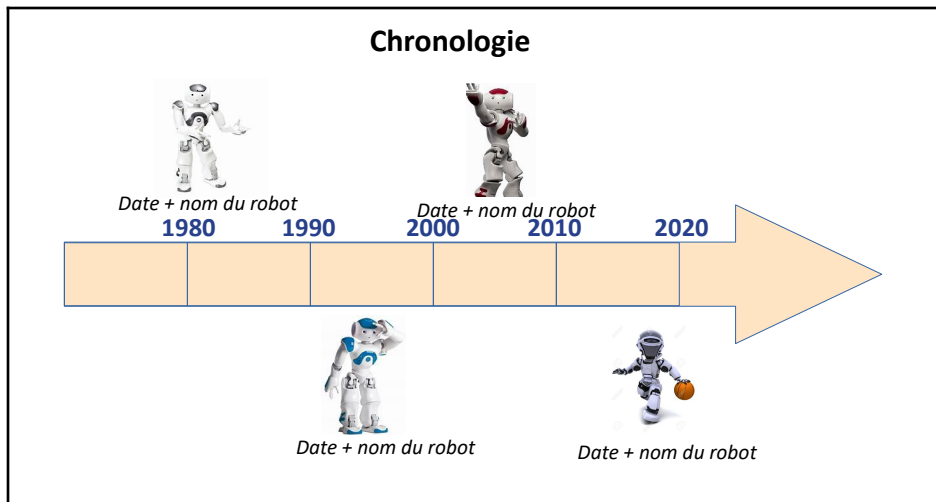 Chronologie
Date + nom du robot
Date + nom du robot
1980
1990
2000
2010
2020
Date + nom du robot
Date + nom du robot